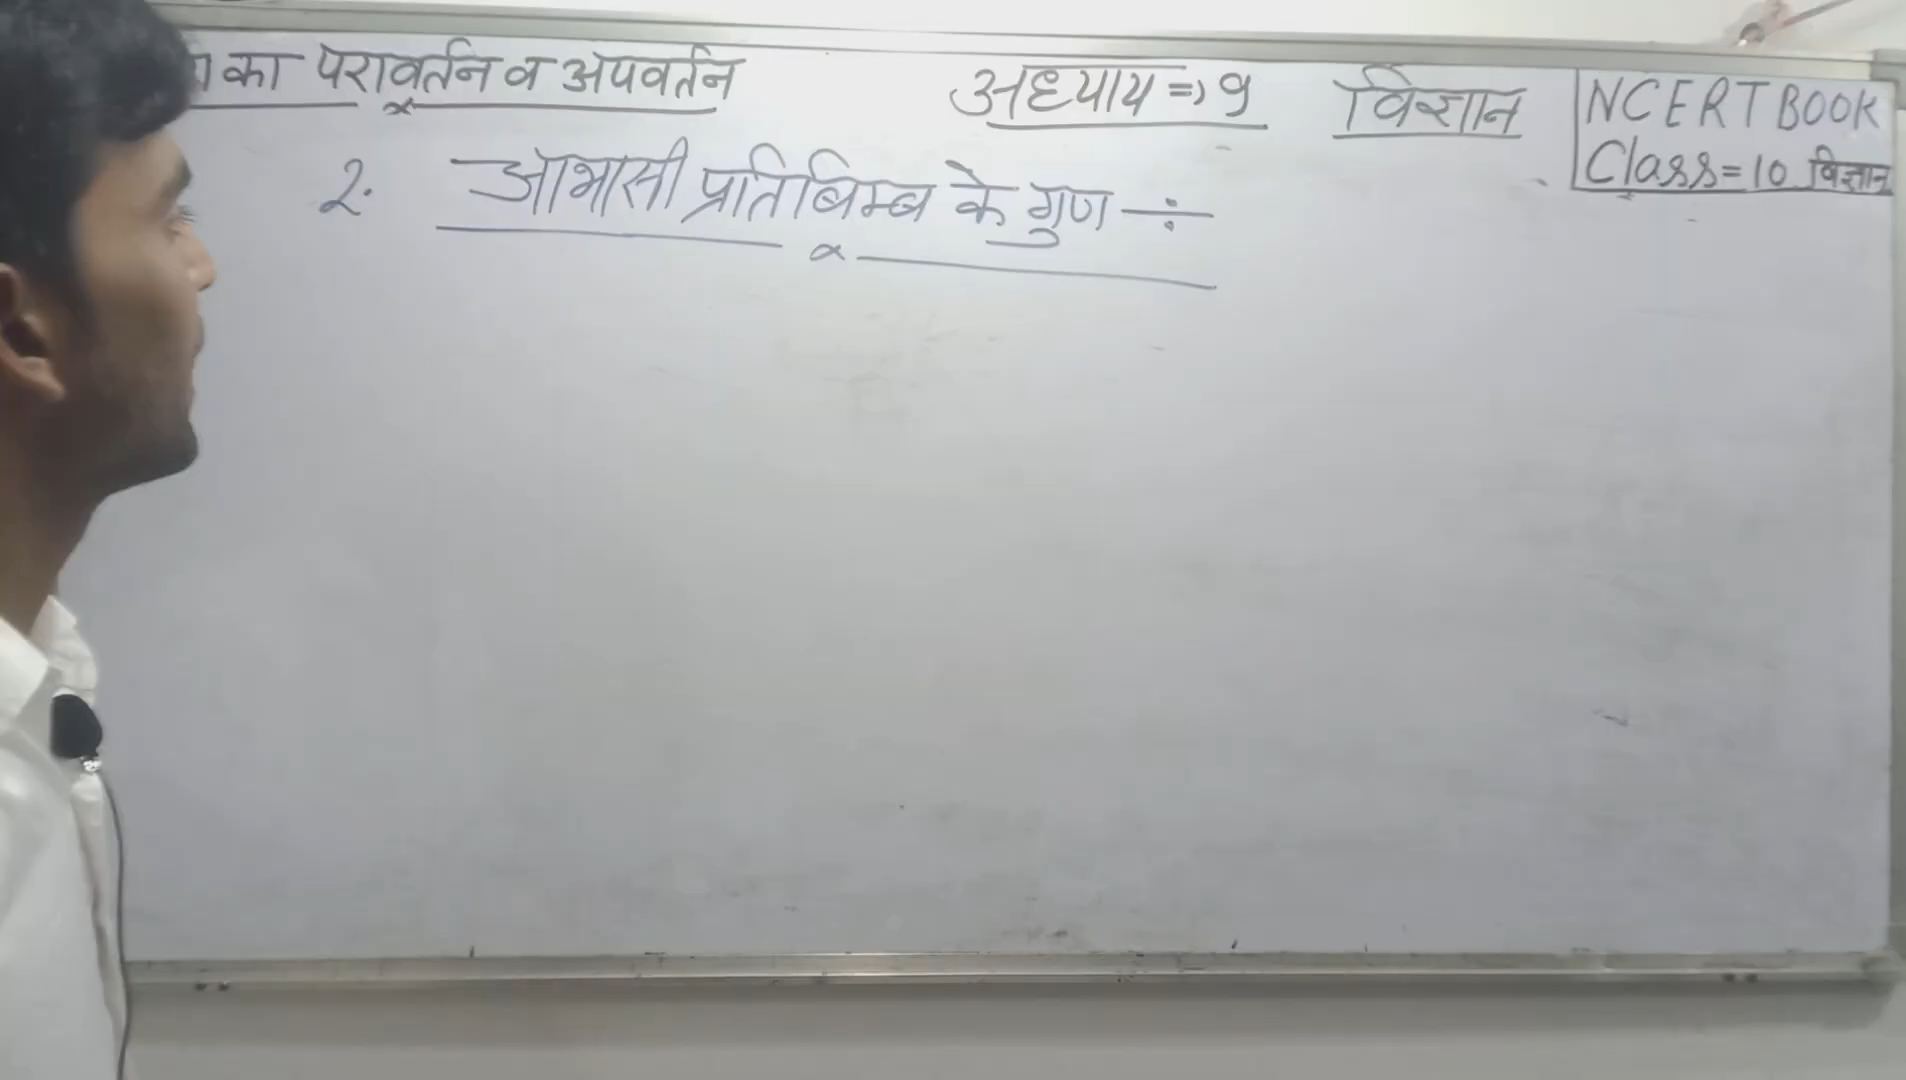 का परावर्तन व अपवर्तन
अध्याय => 9
विज्ञान
NCERT BOOK
Class = 10 विज्ञान
2. आभासी प्रतिबिम्ब के गुण ÷